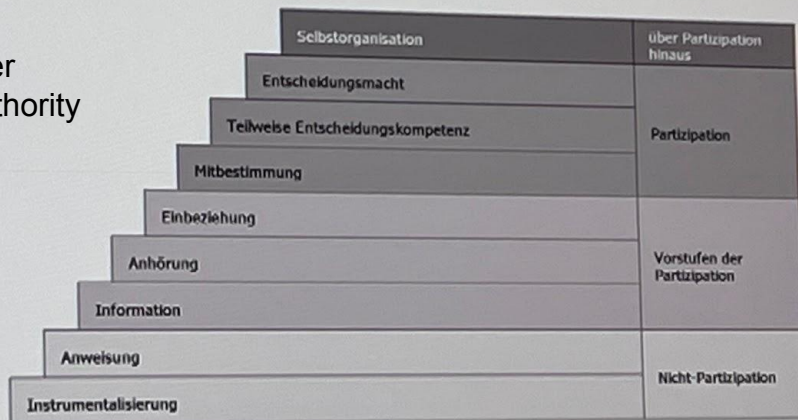 er
thority
Selbstorganisation
über Partizipation
hinaus
Entscheidungsmacht
Teilweise Entscheidungskompetenz
Partizipation
Mitbestimmung
Einbeziehung
Anhörung
Vorstufen der
Partizipation
Information
Anweisung
Nicht-Partizipation
Instrumentalisierung